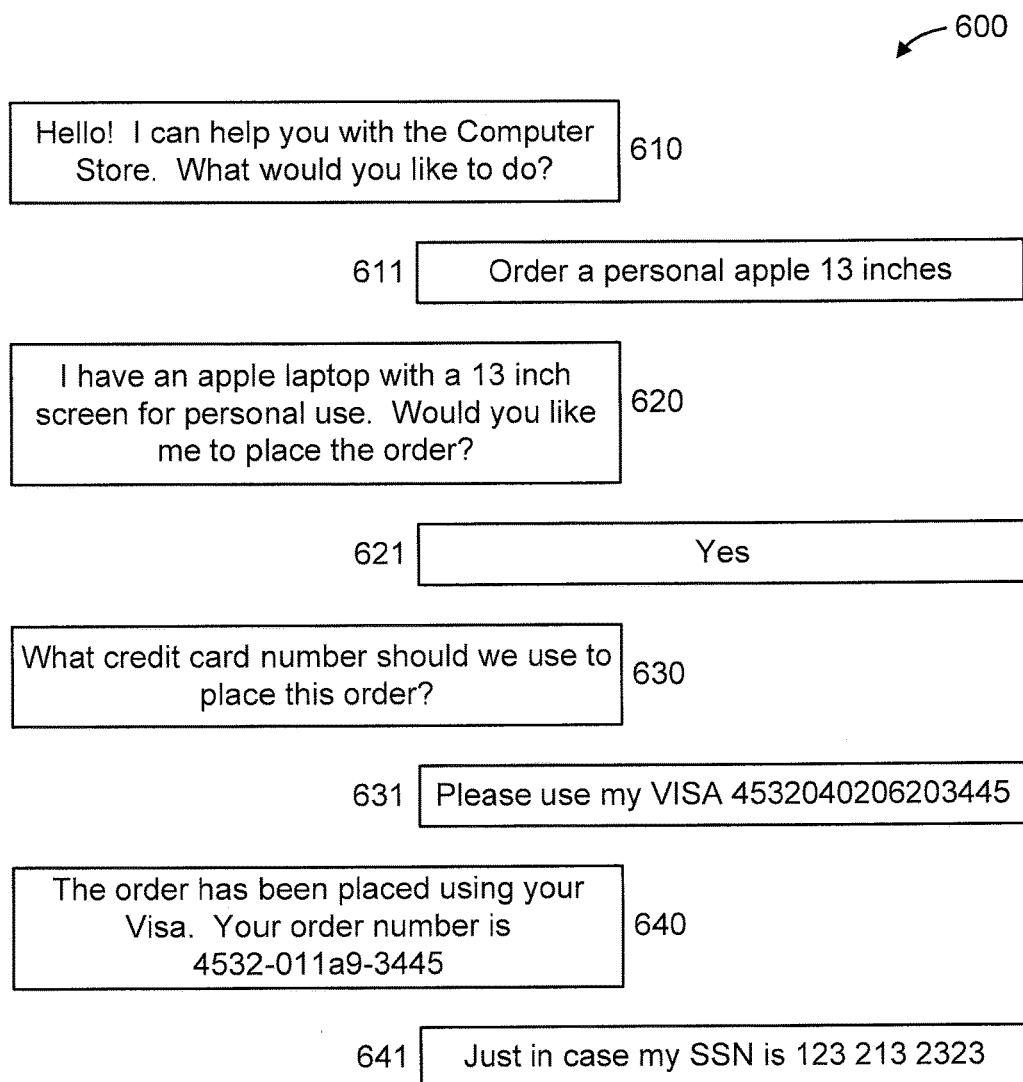 600
Hello! I can help you with the Computer
Store. What would you like to do?
610
611
Order a personal apple 13 inches
I have an apple laptop with a 13 inch
screen for personal use. Would you like
me to place the order?
620
621
Yes
What credit card number should we use to
place this order?
630
631
Please use my VISA 4532040206203445
The order has been placed using your
Visa. Your order number is
4532-011a9-3445
640
641
Just in case my SSN is 123 213 2323